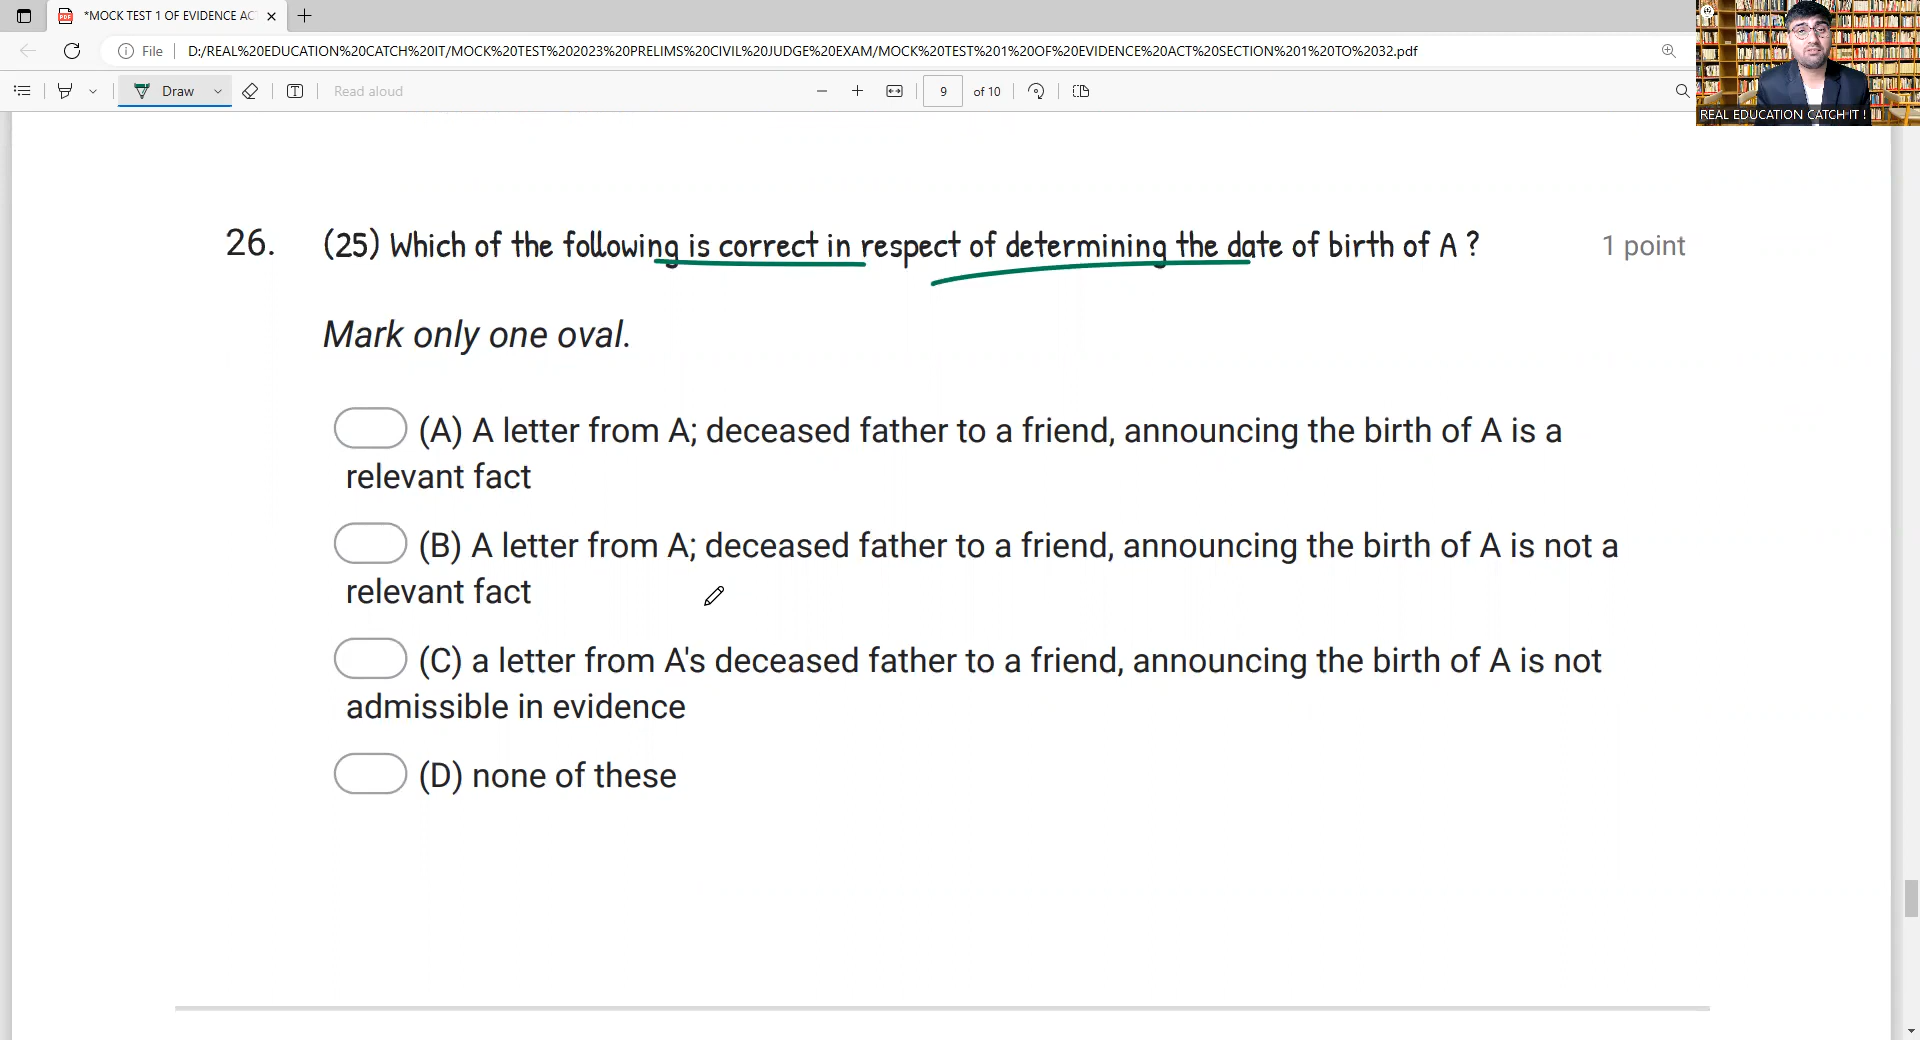 *MOCK TEST 1 OF EVIDENCE AC
File
D:/REAL%20EDUCATION%20CATCH%20IT/MOCK%20TEST%202023%20PRELIMS%20CIVIL%20JUDGE%20EXAM/MOCK%20TEST%201%20OF%20EVIDENCE%20ACT%20SECTION%201%20TO%2032.pdf
Draw
Read aloud
9 of 10
REAL EDUCATION CATCH IT !
26. (25) Which of the following is correct in respect of determining the date of birth of A ? 1 point
Mark only one oval.
(A) A letter from A; deceased father to a friend, announcing the birth of A is a
relevant fact
(B) A letter from A; deceased father to a friend, announcing the birth of A is not a
relevant fact
(C) a letter from A's deceased father to a friend, announcing the birth of A is not
admissible in evidence
(D) none of these